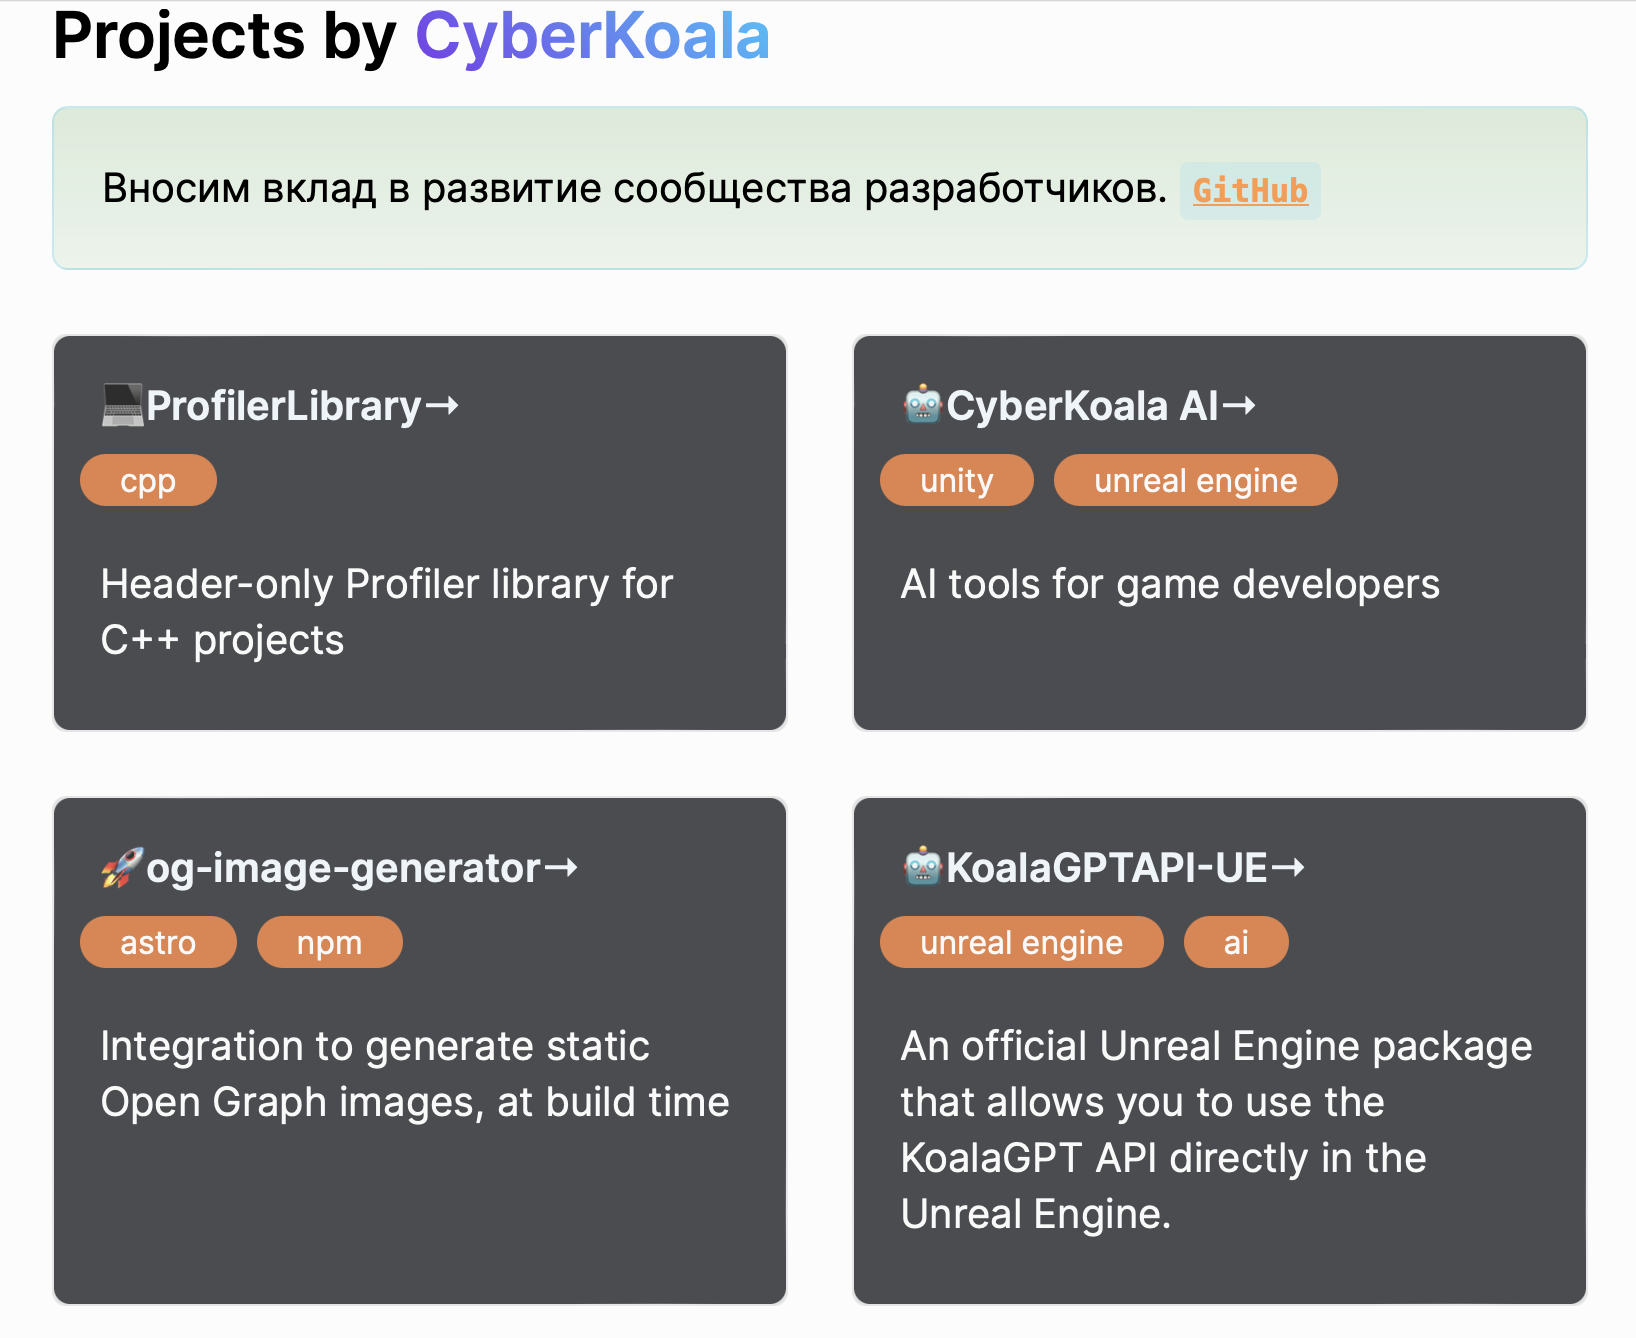 Projects by CyberKoala
Вносим вклад в развитие сообщества разработчиков. GitHub
💻ProfilerLibrary→
cpp
Header-only Profiler library for
C++ projects
🤖CyberKoala AI→
unity unreal engine
AI tools for game developers
🚀og-image-generator→
astro npm
Integration to generate static
Open Graph images, at build time
🤖KoalaGPTAPI-UE→
unreal engine ai
An official Unreal Engine package
that allows you to use the
KoalaGPT API directly in the
Unreal Engine.